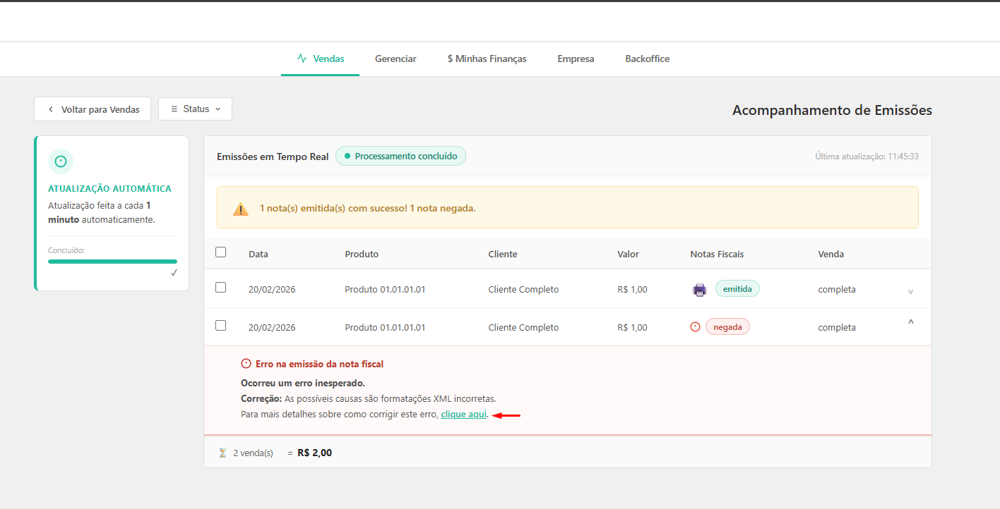 Vendas Gerenciar $ Minhas Finanças Empresa Backoffice
Voltar para Vendas Status Acompanhamento de Emissões
ATUALIZAÇÃO AUTOMÁTICA
Atualização feita a cada 1
minuto automaticamente.
Concluído:
Emissões em Tempo Real Processamento concluído Última atualização: 11:45:33
1 nota(s) emitida(s) com sucesso! 1 nota negada.
Data Produto Cliente Valor Notas Fiscais Venda
20/02/2026 Produto 01.01.01.01 Cliente Completo R$ 1,00 emitida completa
20/02/2026 Produto 01.01.01.01 Cliente Completo R$ 1,00 negada completa
Erro na emissão da nota fiscal
Ocorreu um erro inesperado.
Correção: As possíveis causas são formatações XML incorretas.
Para mais detalhes sobre como corrigir este erro, clique aqui.
2 venda(s) = R$ 2,00